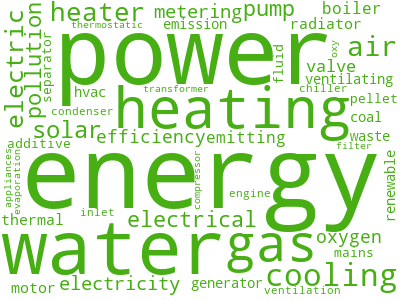 electric
pollution
separator
heater
metering
pump
boiler
thermostatic
emission
radiator
power
fluid
oxy
air
valve
ventilating
hvac
transformer
chiller
condenser
heating
pellet
solar
efficiency
emitting
coal
additive
waste
filter
appliances
evaporation
energy
compressor
engine
renewable
thermal
inlet
electrical
water
gas
oxygen
mains
cooling
motor
electricity
generator
ventilation